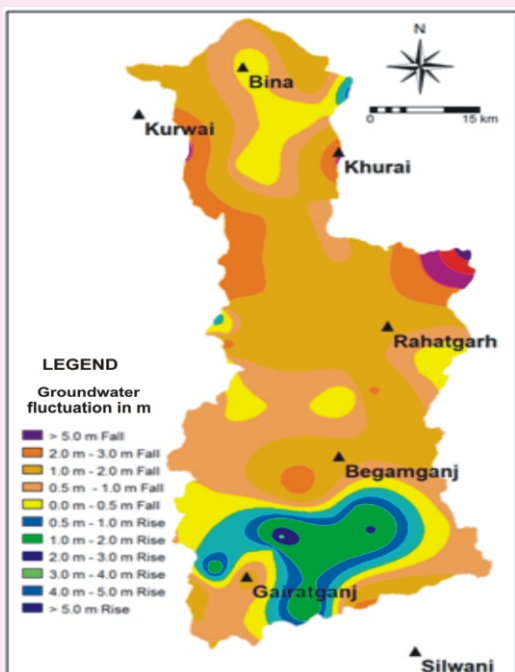 N
0 15 km
Bina
Kurwai
Khurai
Rahatgarh
LEGEND
Groundwater
fluctuation in m
> 5.0 m Fall
2.0 m - 3.0 m Fall
1.0 m - 2.0 m Fall
0.5 m - 1.0 m Fall
0.0 m - 0.5 m Fall
0.5 m - 1.0 m Rise
1.0 m - 2.0 m Rise
2.0 m - 3.0 m Rise
3.0 m - 4.0 m Rise
4.0 m - 5.0 m Rise
> 5.0 m Rise
Begamganj
Gairatganj
Silwani